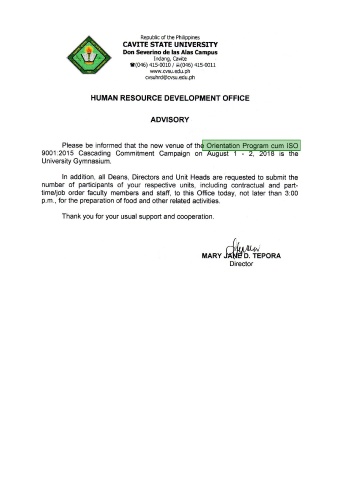 Republic of the Philippines
CAVITE STATE UNIVERSITY
Don Severino de las Alas Campus
Indang, Cavite
☎(046) 415-0010 / 📠(046) 415-0011
www.cvsu.edu.ph
cvsuhrd@cvsu.edu.ph
HUMAN RESOURCE DEVELOPMENT OFFICE
ADVISORY
Please be informed that the new venue of the Orientation Program cum ISO
9001:2015 Cascading Commitment Campaign on August 1 - 2, 2018 is the
University Gymnasium.
In addition, all Deans, Directors and Unit Heads are requested to submit the
number of participants of your respective units, including contractual and part-
time/job order faculty members and staff, to this Office today, not later than 3:00
p.m., for the preparation of food and other related activities.
Thank you for your usual support and cooperation.
MARY JANE D. TEPORA
Director